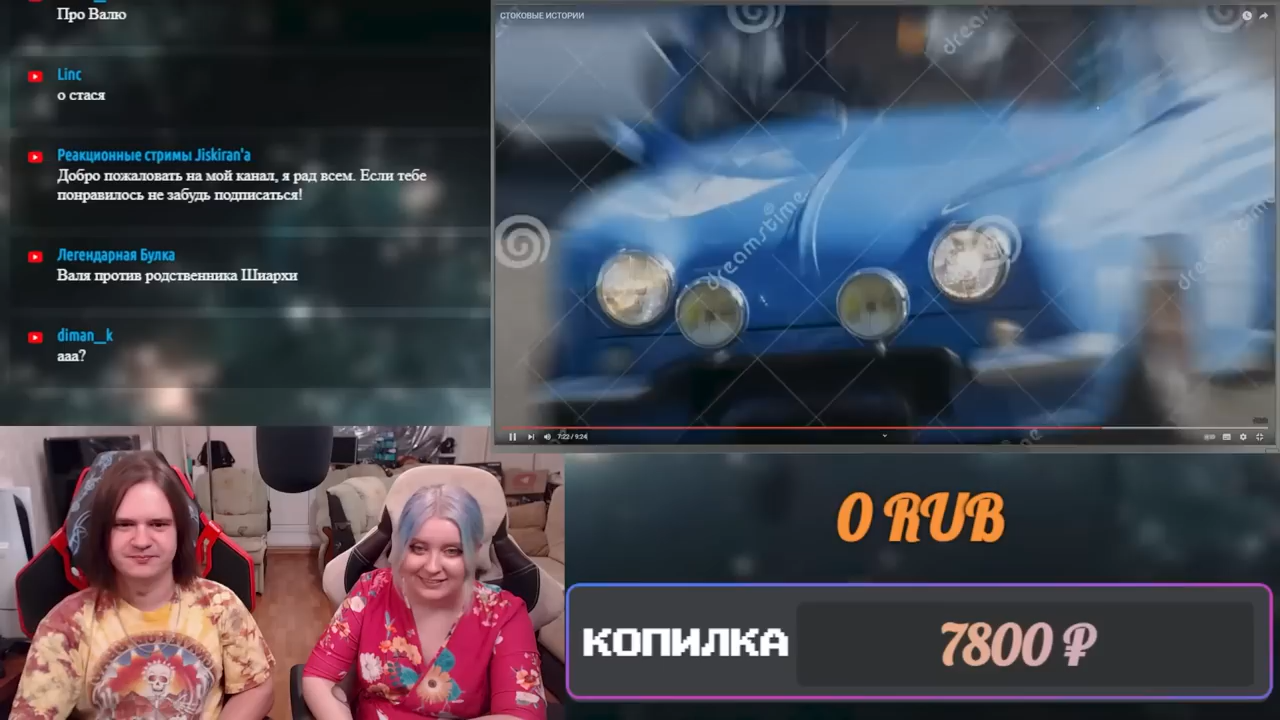 Про Валю
Linc
о стася
Реакционные стримы Jiskiran'a
Добро пожаловать на мой канал, я рад всем. Если тебе
понравилось не забудь подписаться!
Легендарная Булка
Валя против родственника Шиархи
diman__k
ааа?
СТОКОВЫЕ ИСТОРИИ
dreamstime
dreamstime
dreamstime
7:22 / 9:24
0 RUB
КОПИЛКА
7800 ₽